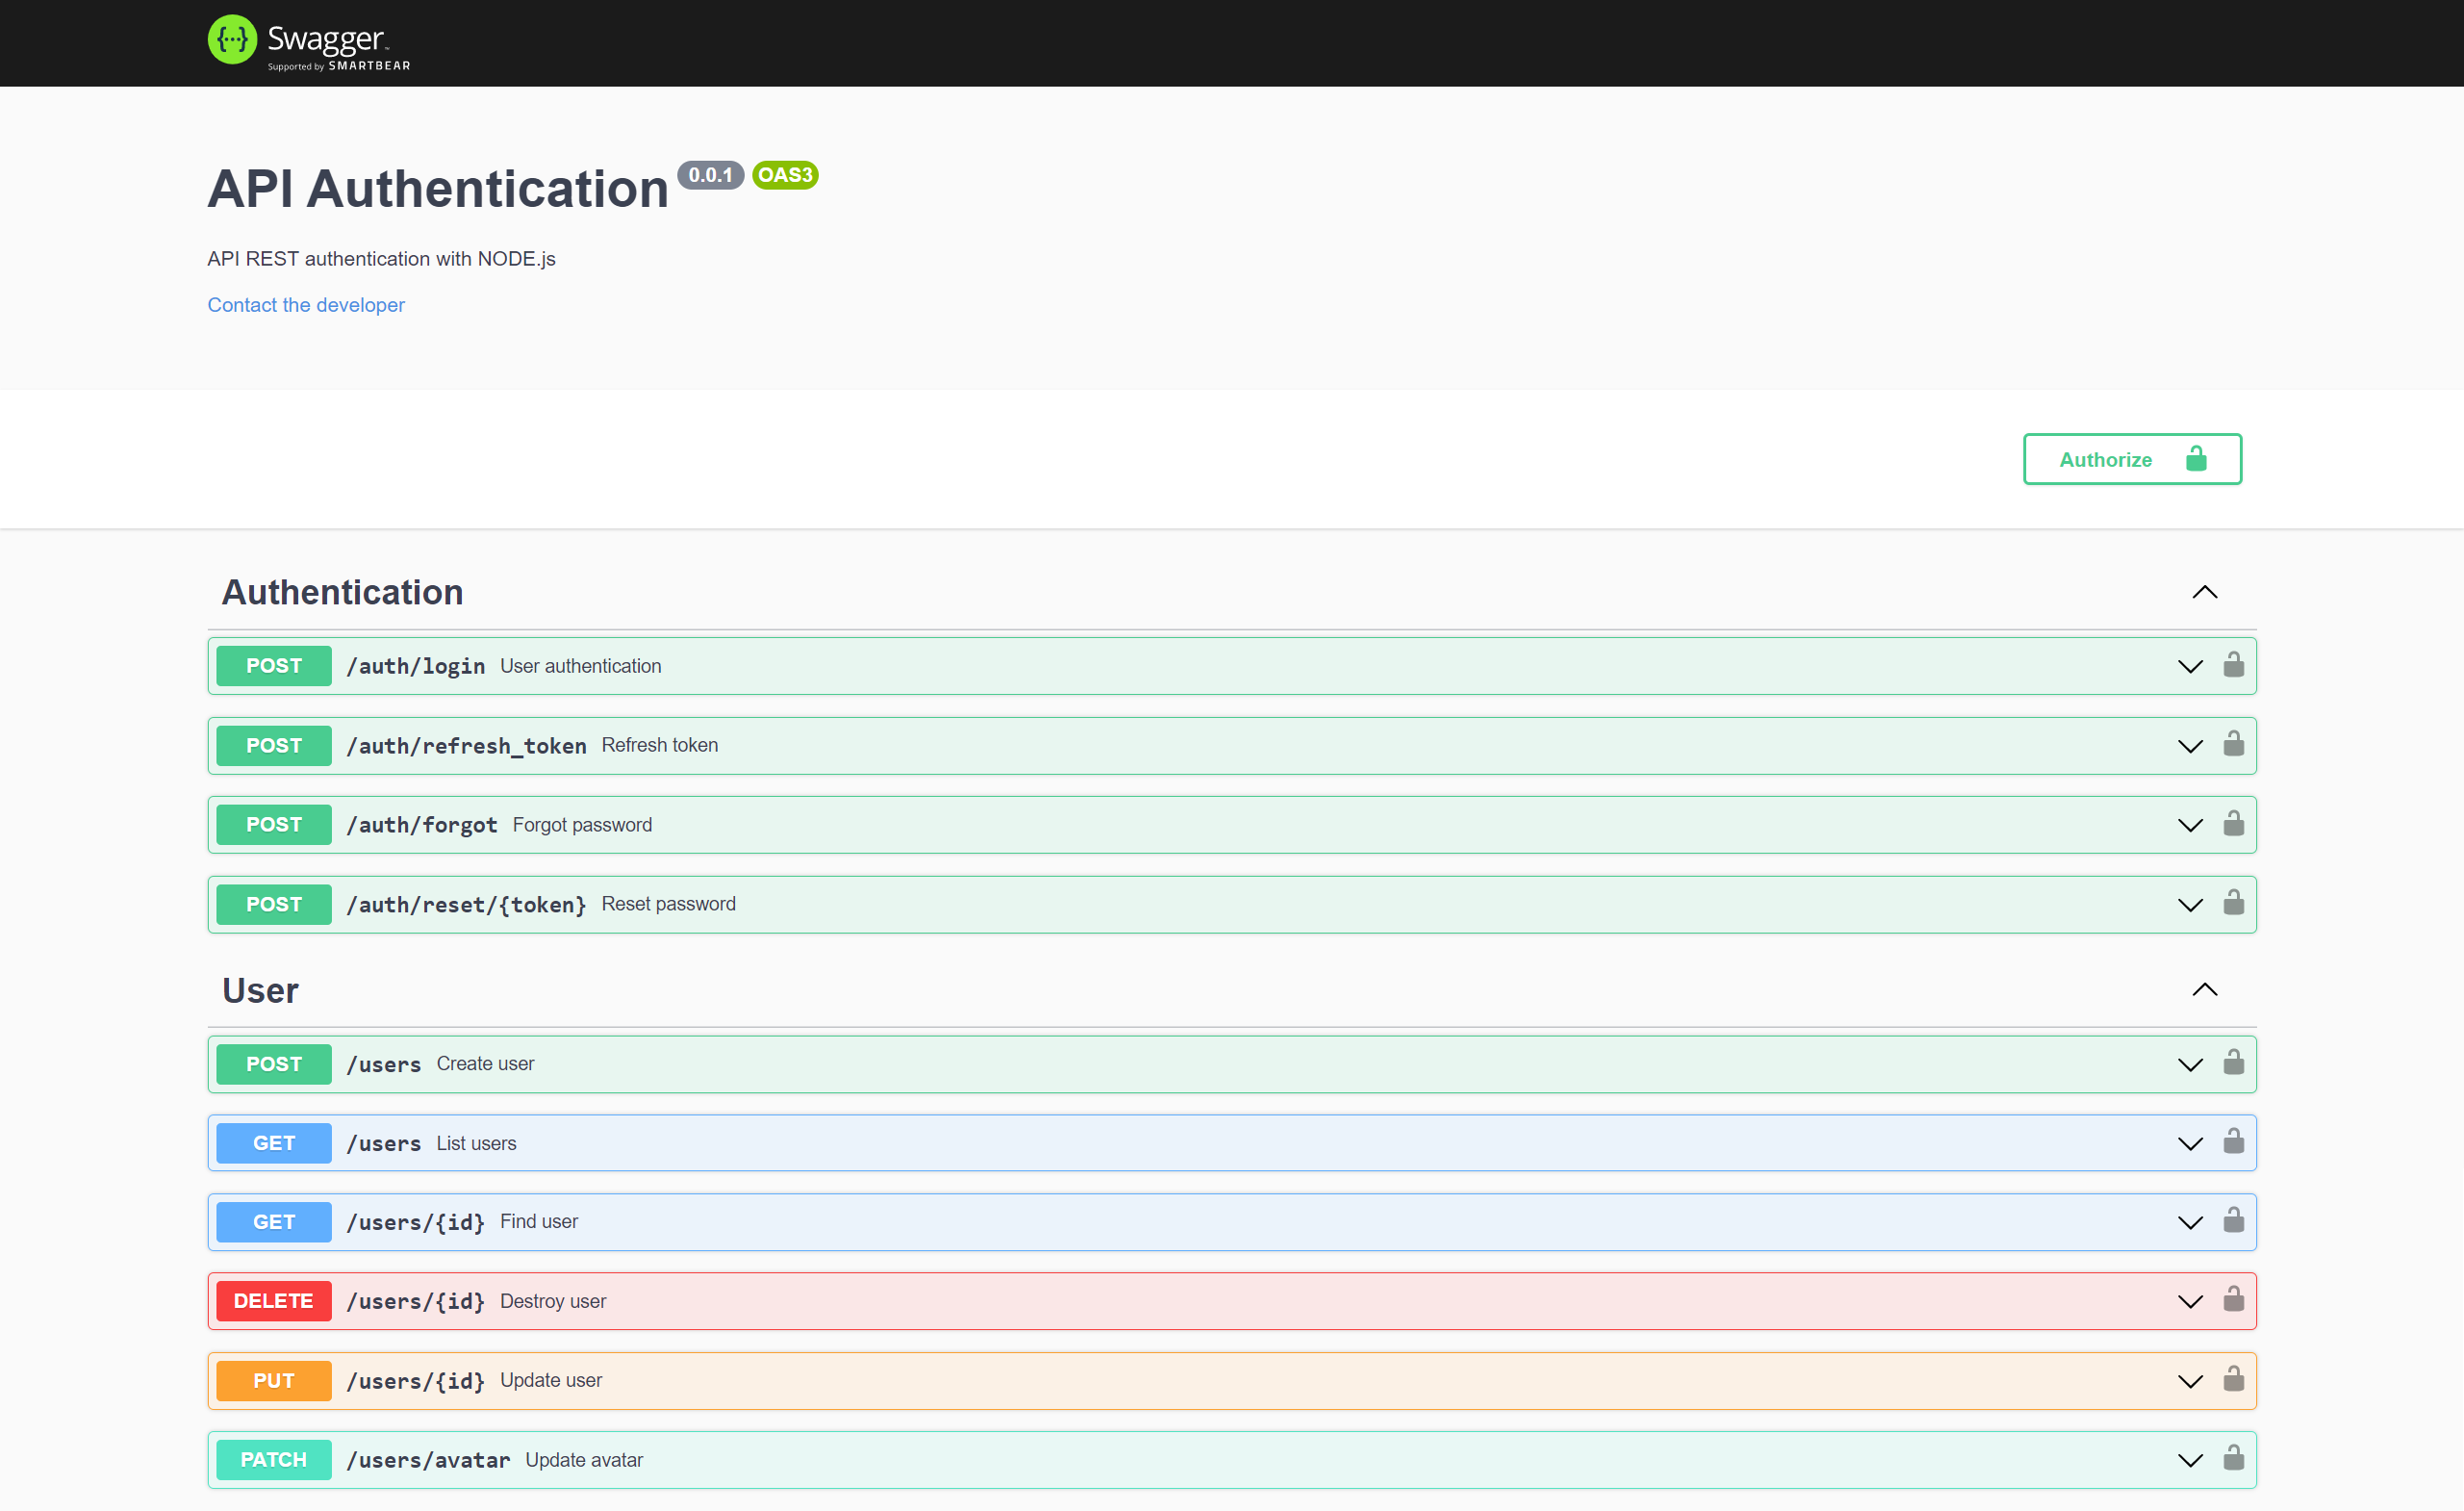 {···} Swagger™
Supported by SMARTBEAR
API Authentication 0.0.1 OAS3
API REST authentication with NODE.js
Contact the developer
Authorize
Authentication
POST /auth/login User authentication
POST /auth/refresh_token Refresh token
POST /auth/forgot Forgot password
POST /auth/reset/{token} Reset password
User
POST /users Create user
GET /users List users
GET /users/{id} Find user
DELETE /users/{id} Destroy user
PUT /users/{id} Update user
PATCH /users/avatar Update avatar